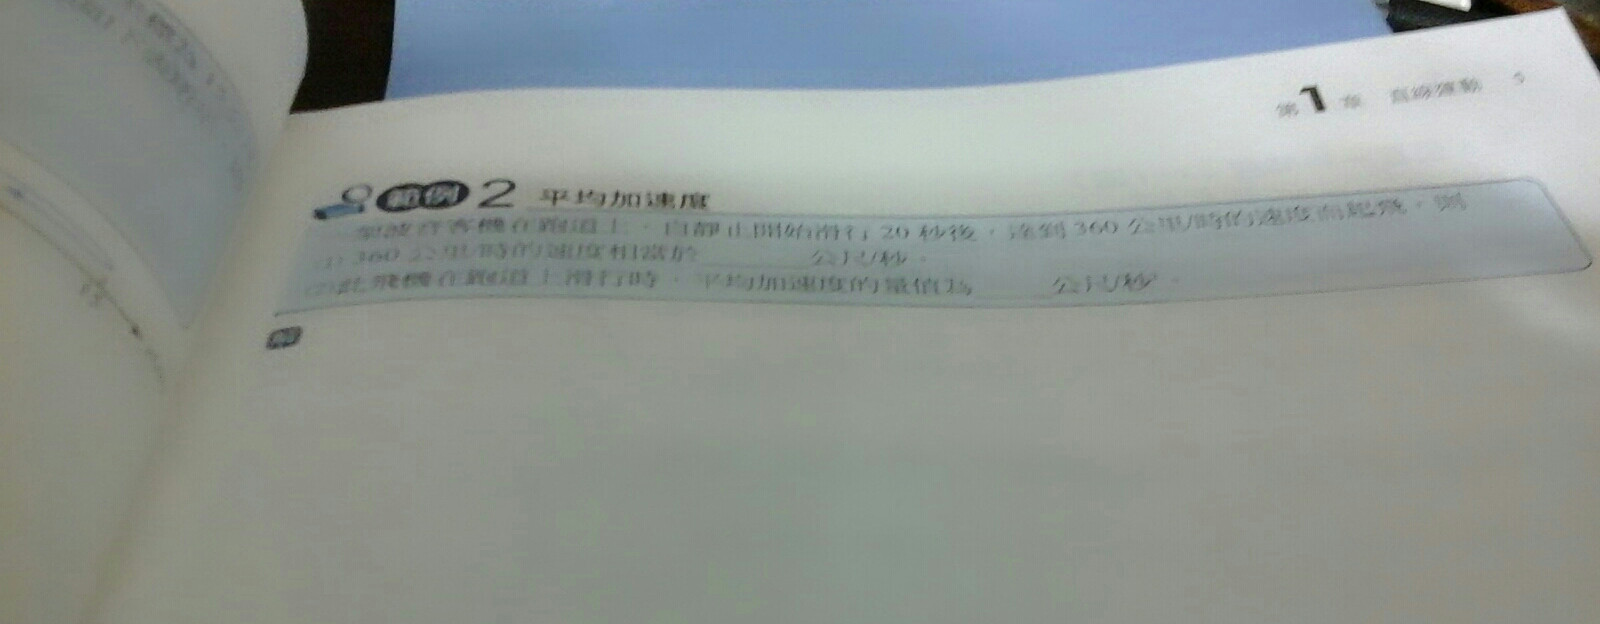 第1章 直線運動 5
範例 2 平均加速度
客機在跑道上，自靜止開始滑行 20 秒後，達到 360 公里/時的速度而起飛，則
(1) 360 公里/時的速度相當於 公尺/秒。
(2)此飛機在跑道上滑行時，平均加速度的量值為 公尺/秒²。
解